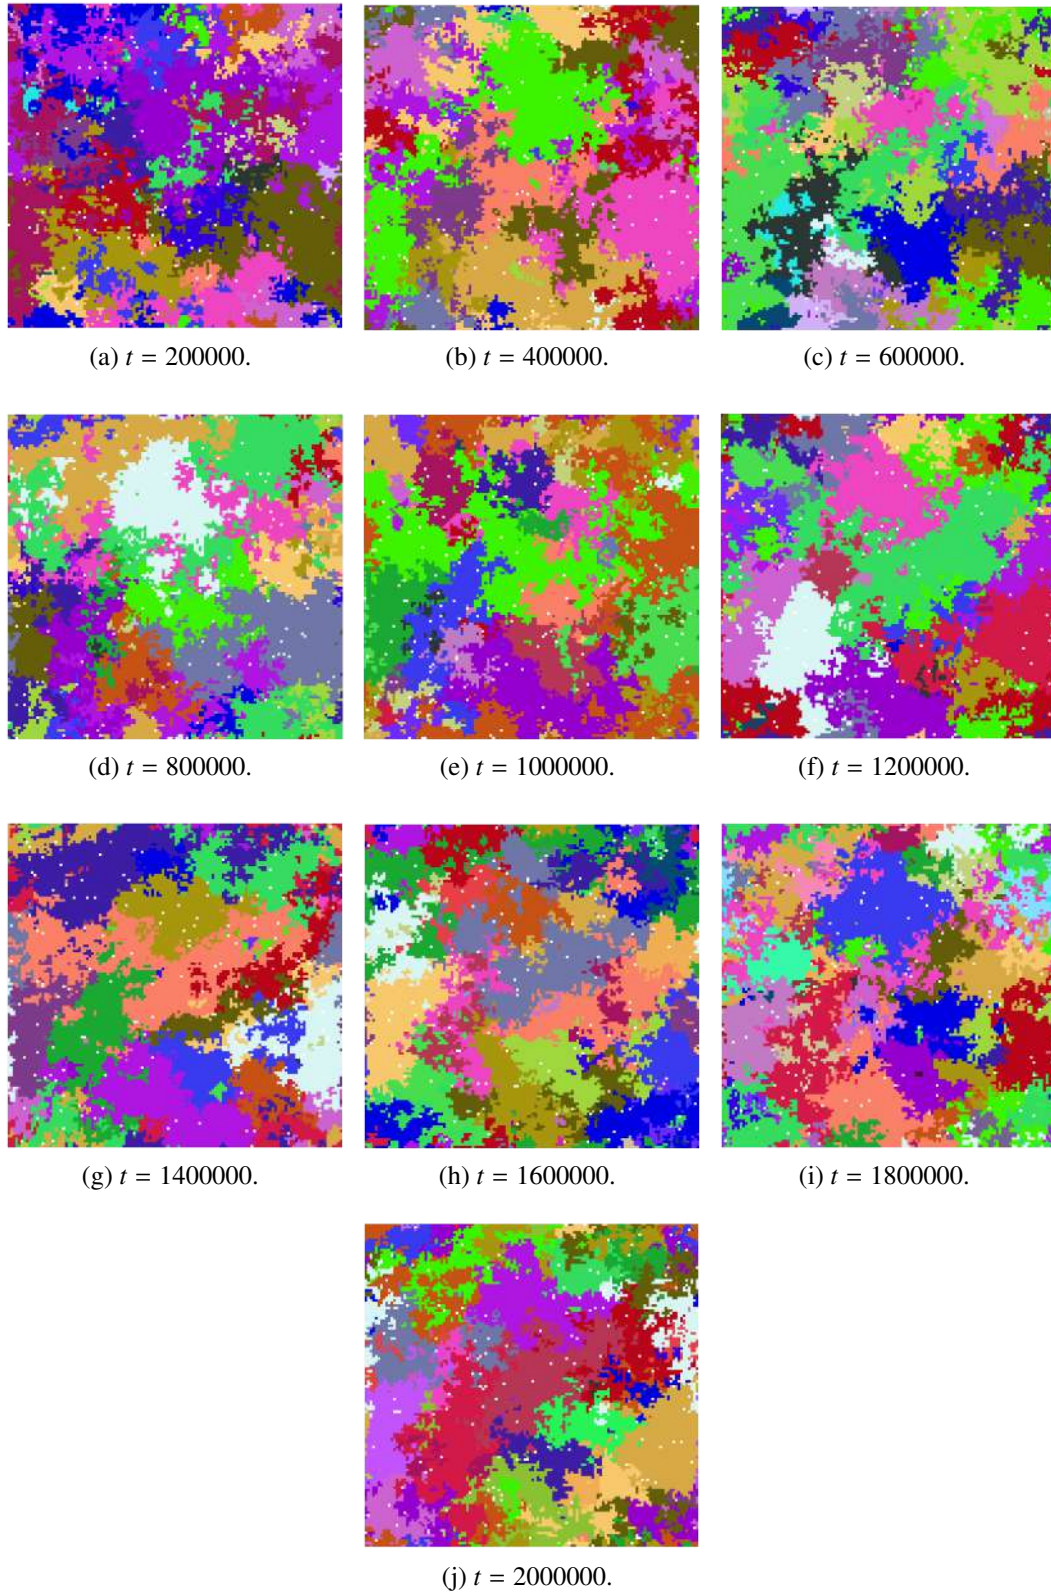 (a) t = 200000.
(b) t = 400000.
(c) t = 600000.
(d) t = 800000.
(e) t = 1000000.
(f) t = 1200000.
(g) t = 1400000.
(h) t = 1600000.
(i) t = 1800000.
(j) t = 2000000.